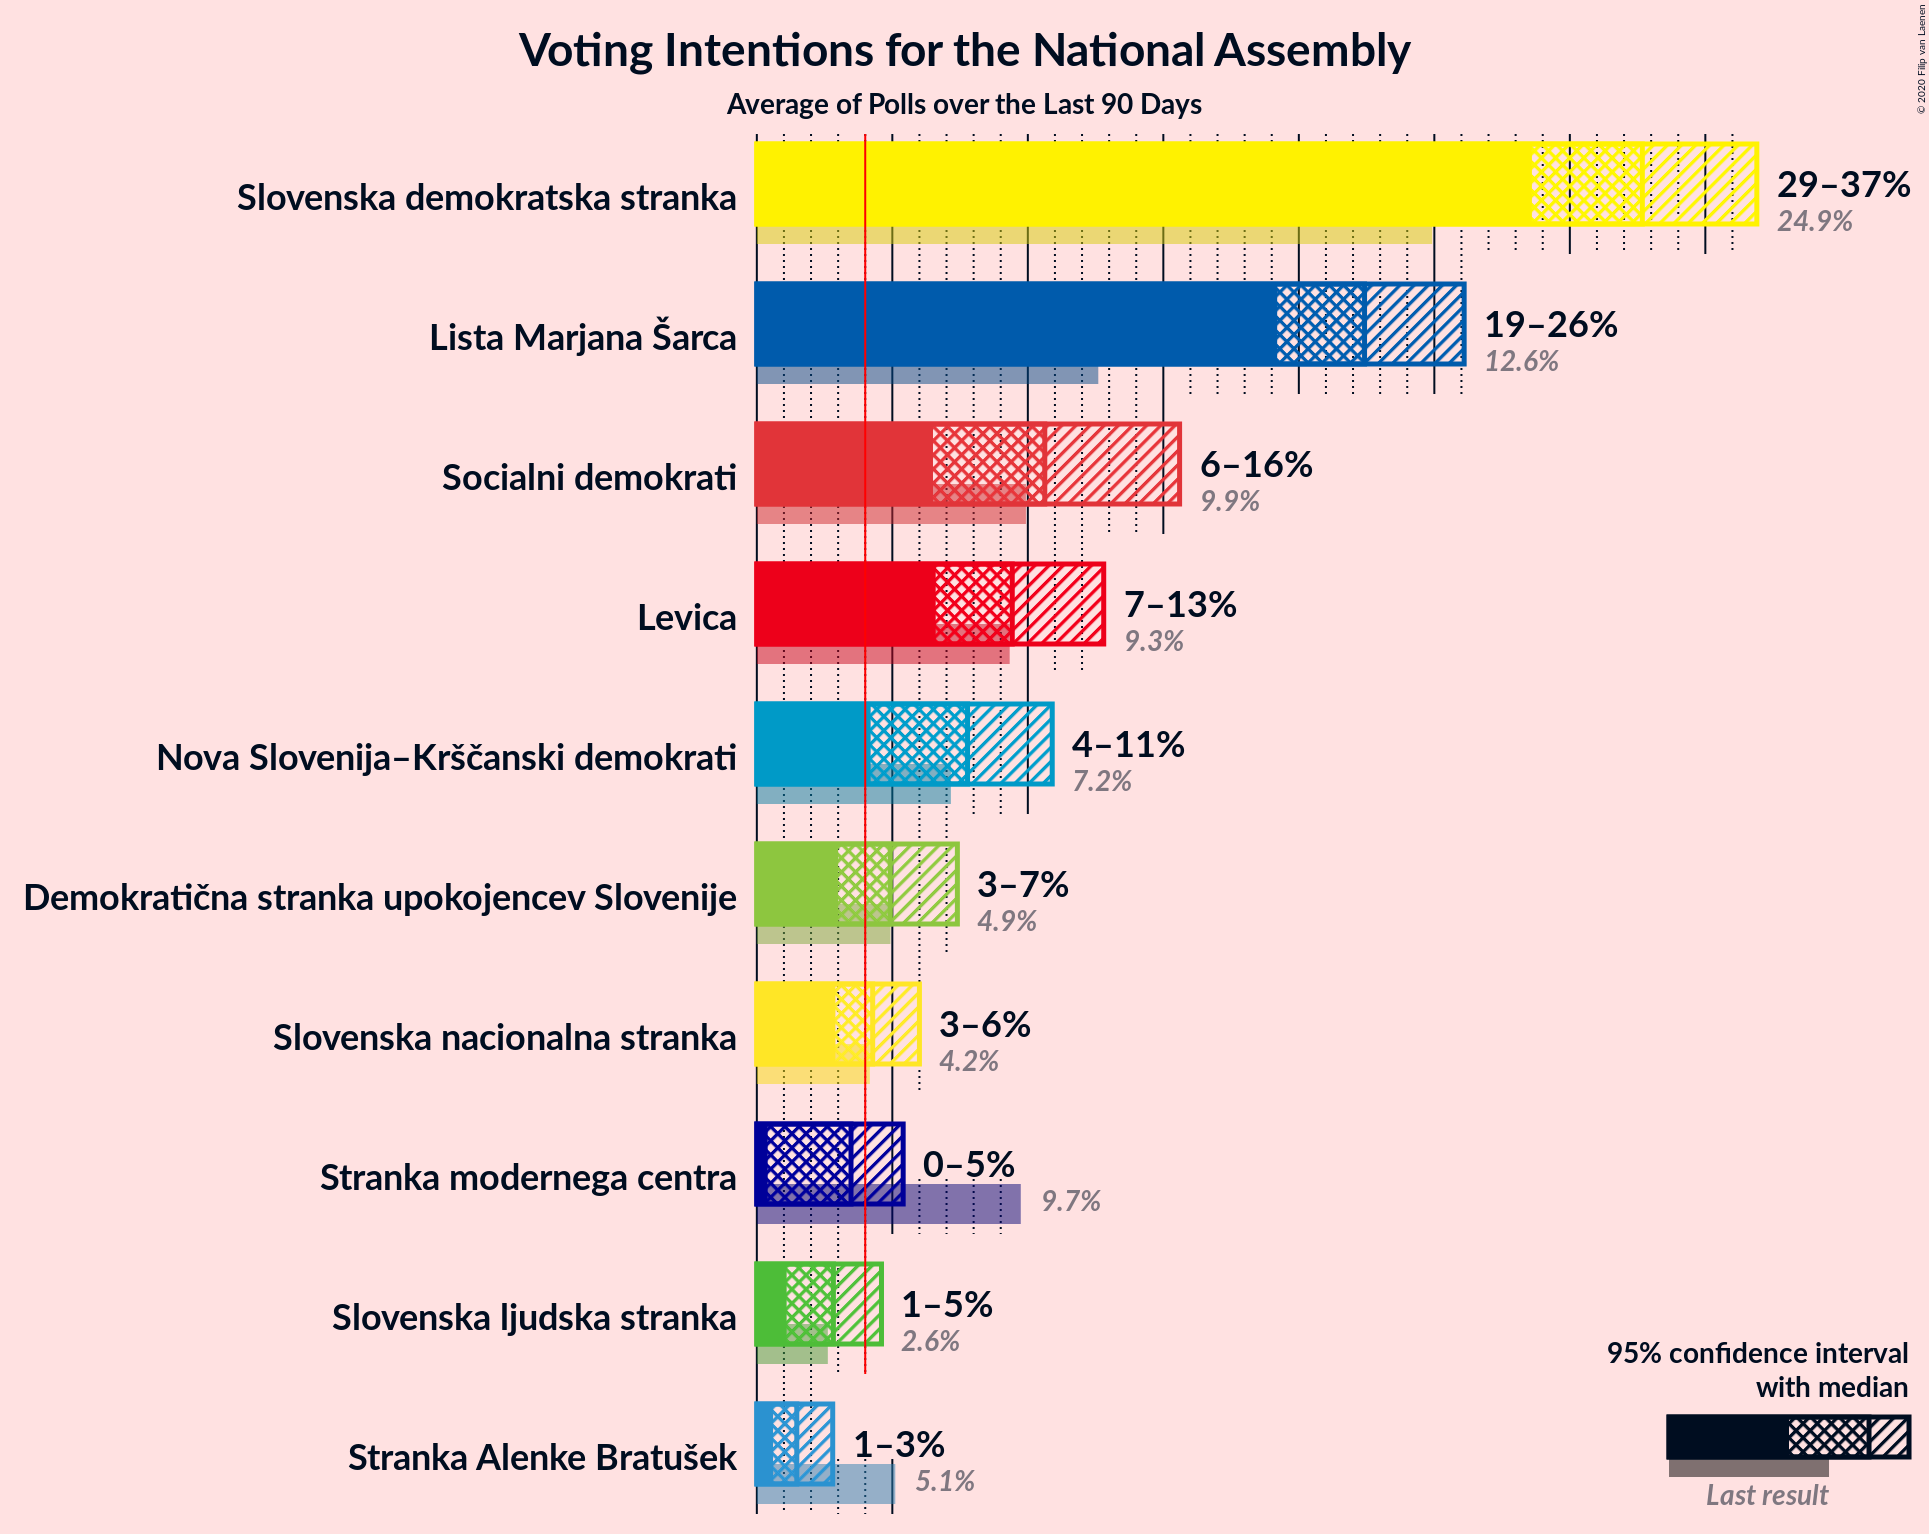 Voting Intentions for the National Assembly
Average of Polls over the Last 90 Days
© 2020 Filip van Laenen
Slovenska demokratska stranka
29–37%
24.9%
Lista Marjana Šarca
19–26%
12.6%
Socialni demokrati
6–16%
9.9%
Levica
7–13%
9.3%
Nova Slovenija–Krščanski demokrati
4–11%
7.2%
Demokratična stranka upokojencev Slovenije
3–7%
4.9%
Slovenska nacionalna stranka
3–6%
4.2%
Stranka modernega centra
0–5%
9.7%
Slovenska ljudska stranka
1–5%
2.6%
Stranka Alenke Bratušek
1–3%
5.1%
95% confidence interval
with median
Last result